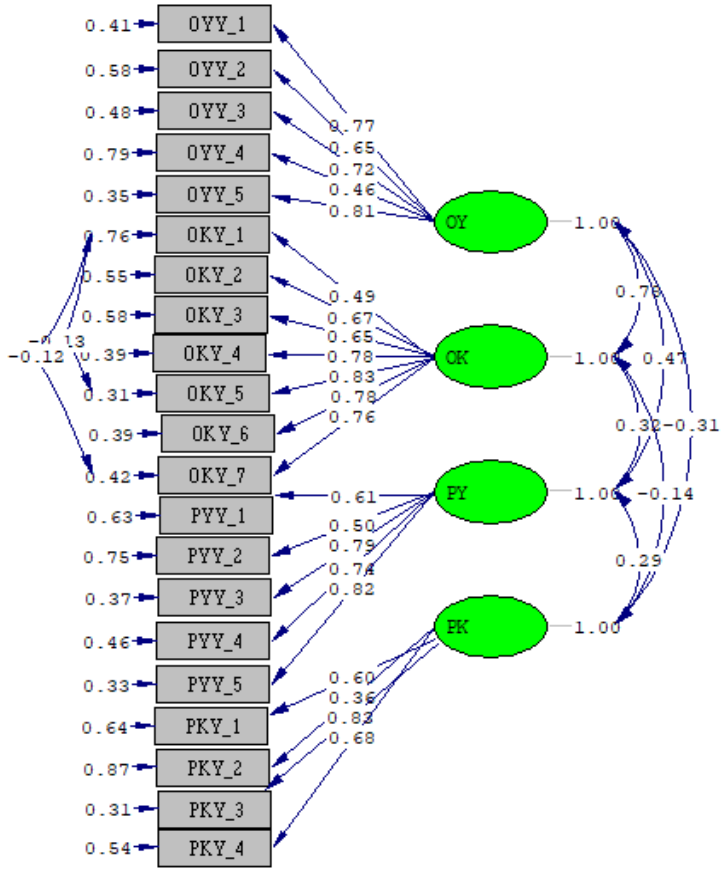 0.41 OYY_1
0.58 OYY_2
0.48 OYY_3
0.77
0.65
0.79 OYY_4
0.72
0.46
0.35 OYY_5
0.81
OY 1.00
0.76 OKY_1
0.55 OKY_2
0.49
0.58 OKY_3
0.67
0.65
-0.13
-0.12
0.39 OKY_4
0.78
OK 1.00
0.47
0.83
0.31 OKY_5
0.78
0.76
0.39 OKY_6
0.32
-0.31
0.42 OKY_7
PY 1.00
-0.14
0.61
0.63 PYY_1
0.50
0.79
0.75 PYY_2
0.74
0.29
0.82
0.37 PYY_3
PK 1.00
0.46 PYY_4
0.33 PYY_5
0.60
0.36
0.64 PKY_1
0.83
0.68
0.87 PKY_2
0.31 PKY_3
0.54 PKY_4